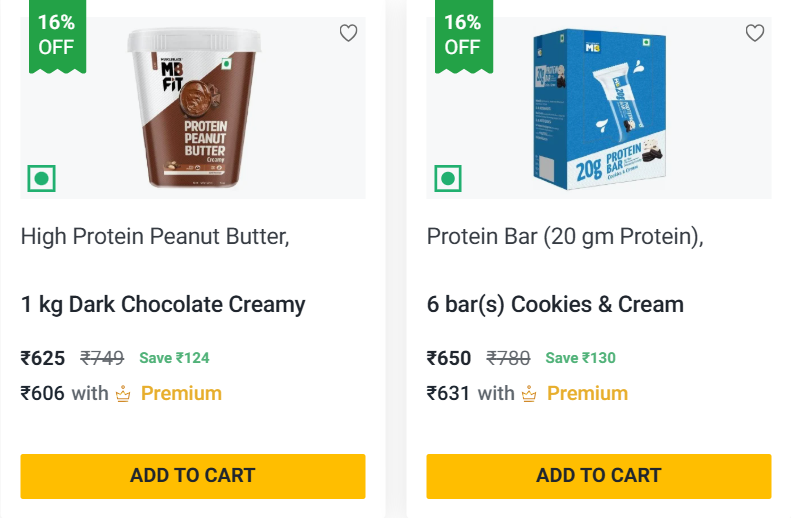 16%
OFF
MB
FiT
PROTEIN
PEANUT
BUTTER
Creamy
High Protein Peanut Butter,
1 kg Dark Chocolate Creamy
₹625 ₹749 Save ₹124
₹606 with Premium
ADD TO CART
16%
OFF
MB
20g PROTEIN
BAR
Cookies & Cream
Protein Bar (20 gm Protein),
6 bar(s) Cookies & Cream
₹650 ₹780 Save ₹130
₹631 with Premium
ADD TO CART